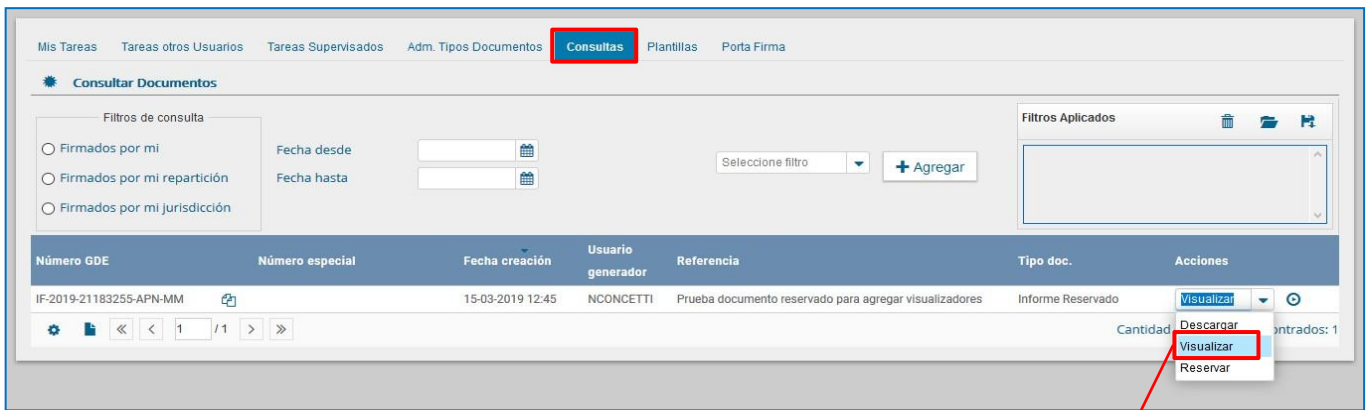 Mis Tareas Tareas otros Usuarios Tareas Supervisados Adm. Tipos Documentos Consultas Plantillas Porta Firma
Consultar Documentos
Filtros de consulta
Firmados por mi
Firmados por mi repartición
Firmados por mi jurisdicción
Fecha desde
Fecha hasta
Seleccione filtro
+ Agregar
Filtros Aplicados
Número GDE Número especial Fecha creación Usuario generador Referencia Tipo doc. Acciones
IF-2019-21183255-APN-MM 15-03-2019 12:45 NCONCETTI Prueba documento reservado para agregar visualizadores Informe Reservado Visualizar
1 / 1
Cantidad ontrados: 1
Descargar
Visualizar
Reservar